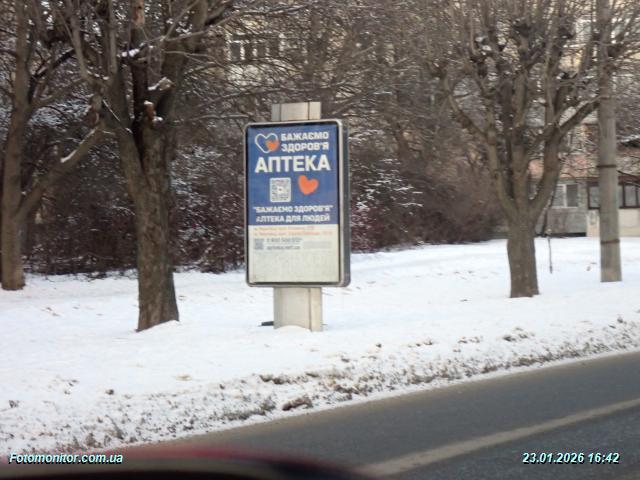 БАЖАЄМО
ЗДОРОВ'Я
АПТЕКА
"БАЖАЄМО ЗДОРОВ'Я"
АПТЕКА ДЛЯ ЛЮДЕЙ
Fotomonitor.com.ua
23.01.2026 16:42